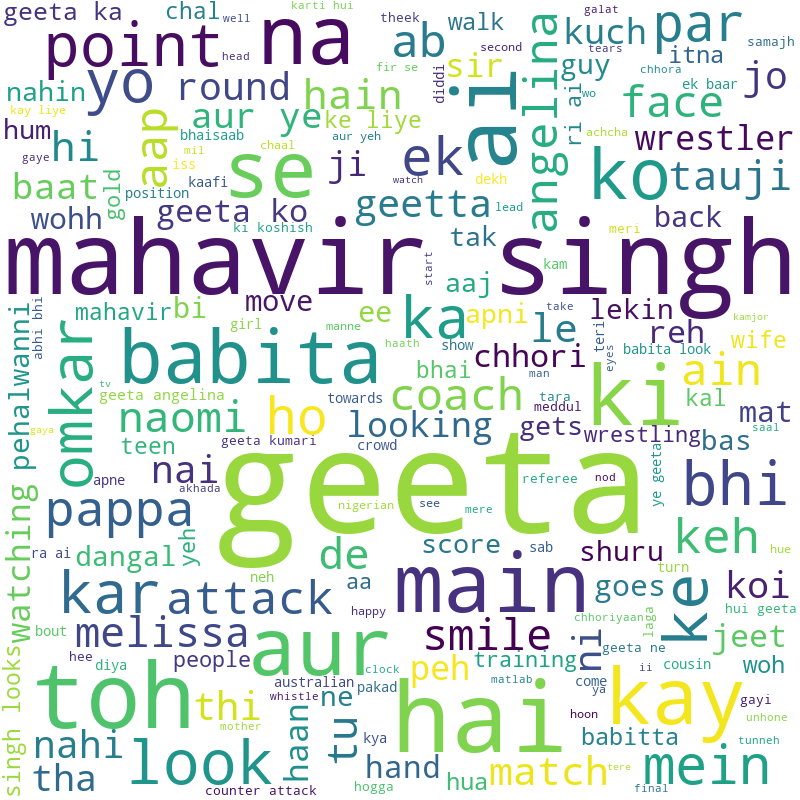 geeta ka
chal
na
point
yo
round
ab
sir
walk
angelina
kuch
par
galat
well
samajh
karti hui
theek
head
second
tears
kay liye
fir se
diddi
guy
itna
chhora
jo
nahin
hain
ai
wo
ek baar
hum
hi
aur ye
ke liye
ri ai
face
aap
bhaisaab
aur yeh
achcha
wrestler
gaye
mil
chaal
ji
ek
baat
gold
iss
se
watch
dekh
ko
tauji
position
kaafi
wohh
geeta ko
geetta
lead
back
ki koshish
tak
meri
mahavir singh
start
aaj
kam
pehalwanni
abhi bhi
mahavir
bi
move
ee
ka
apni
take
le
lekin
kamjor
girl
manne
haath
show
teri
reh
wife
omkar
babita
chhori
man
eyes
babita look
tv
geeta angelina
bhai
ki
ain
gaya
naomi
ho
towards
coach
tara
meddul
kal
saal
mat
teen
looking
gets
wrestling
bas
geeta kumari
crowd
geeta
apne
nai
akhada
referee
nod
ye geeta
bhi
watching
pappa
nigerian
see
mere
ra ai
dangal
yeh
de
score
sab
shuru
keh
hue
turn
neh
aa
kar
attack
main
goes
ke
koi
happy
chhoriyaan
laga
hui geeta
bout
melissa
aur
smile
ni
geeta ne
jeet
hee
people
diya
clock
peh
training
ii
cousin
woh
singh looks
australian
matlab
come
ya
toh
thi
whistle
ne
pakad
hai
kay
gayi
hoon
unhone
mother
nahi
look
haan
tu
kya
babitta
tunneh
tha
hand
match
tere
mein
counter attack
hogga
hua
final